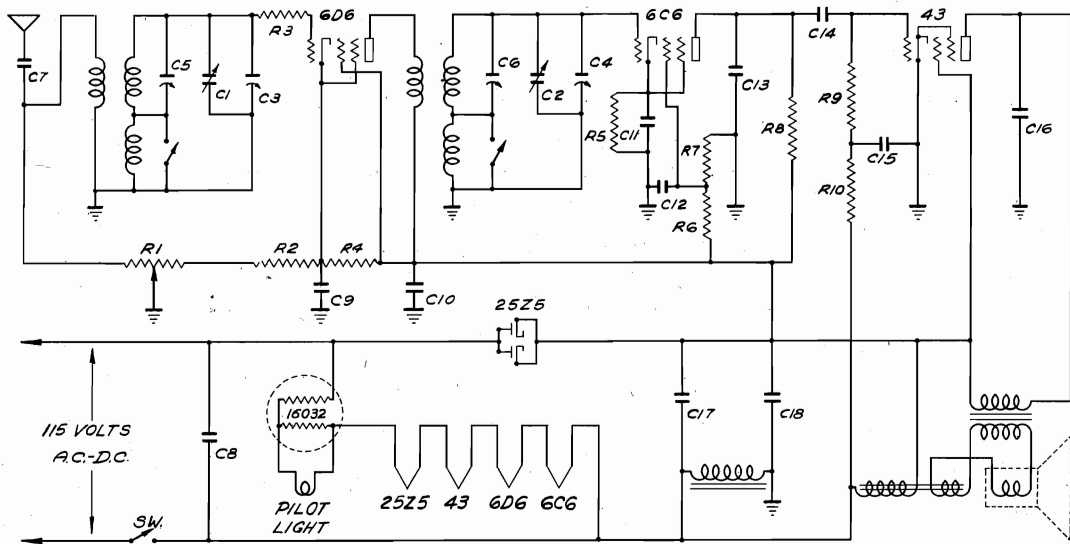 6D6
6C6
43
R3
C14
C7
C5
C1
C3
C6
C2
C4
R5
C11
C13
R8
R9
C16
R7
C15
C12
R10
R6
R1
R2
R4
C9
C10
25Z5
115 VOLTS
A.C.-D.C.
C8
16032
C17
C18
25Z5 43 6D6 6C6
PILOT
LIGHT
SW.